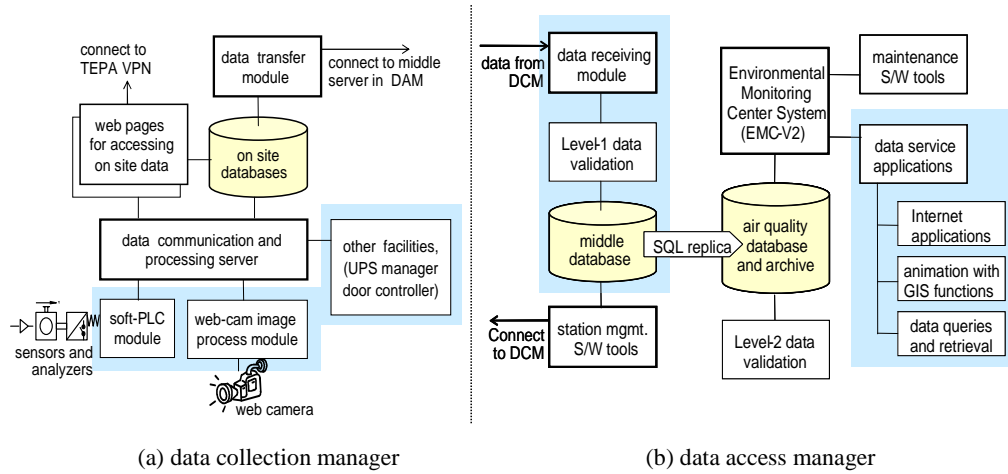 connect to
TEPA VPN
data transfer
module
connect to middle
server in DAM
web pages
for accessing
on site data
on site
databases
data communication and
processing server
other facilities,
(UPS manager
door controller)
soft-PLC
module
web-cam image
process module
sensors and
analyzers
web camera
(a) data collection manager
data from
DCM
data receiving
module
Level-1 data
validation
middle
database
SQL replica
Connect
to DCM
station mgmt.
S/W tools
Environmental
Monitoring
Center System
(EMC-V2)
maintenance
S/W tools
data service
applications
air quality
database
and archive
Internet
applications
animation with
GIS functions
data queries
and retrieval
Level-2 data
validation
(b) data access manager